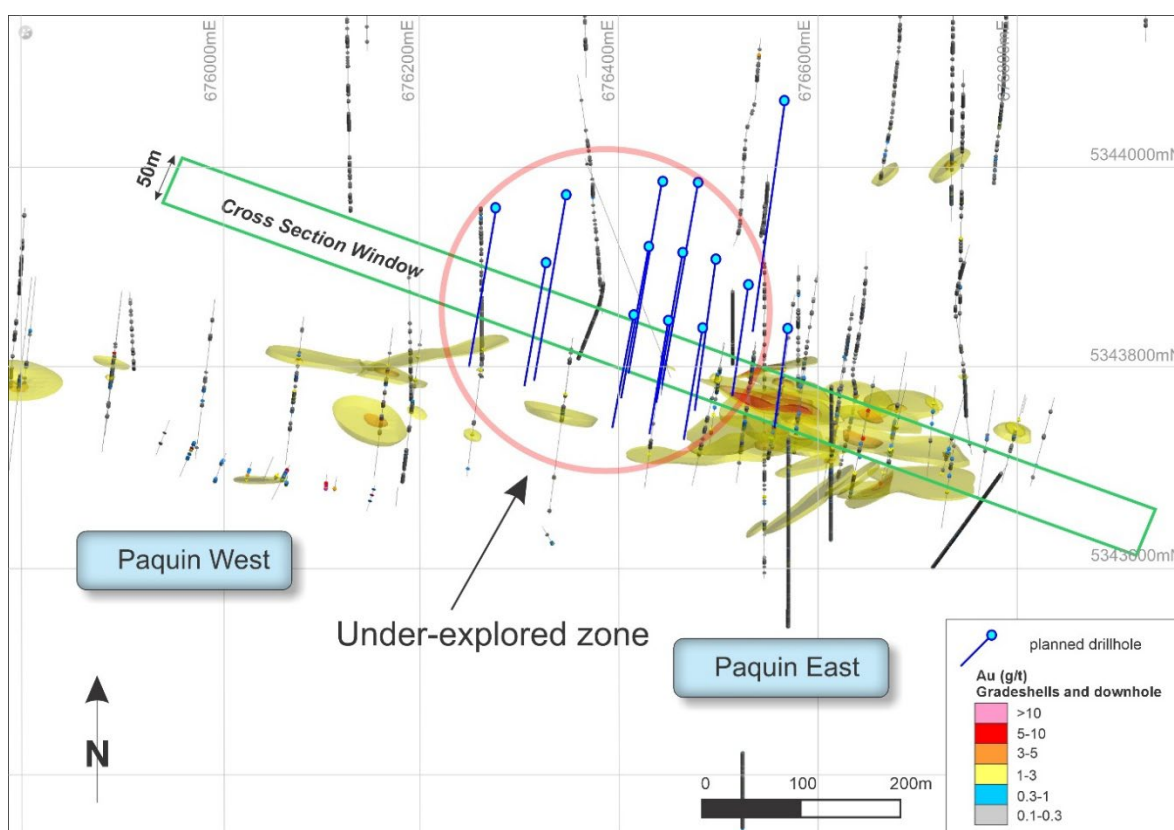 676000mE
676200mE
676400mE
676600mE
676800mE
5344000mN
50m
Cross Section Window
5343800mN
Paquin West
5343600mN
Under-explored zone
Paquin East
planned drillhole
Au (g/t)
Gradeshells and downhole
>10
5-10
3-5
1-3
0.3-1
0.1-0.3
N
0 100 200m